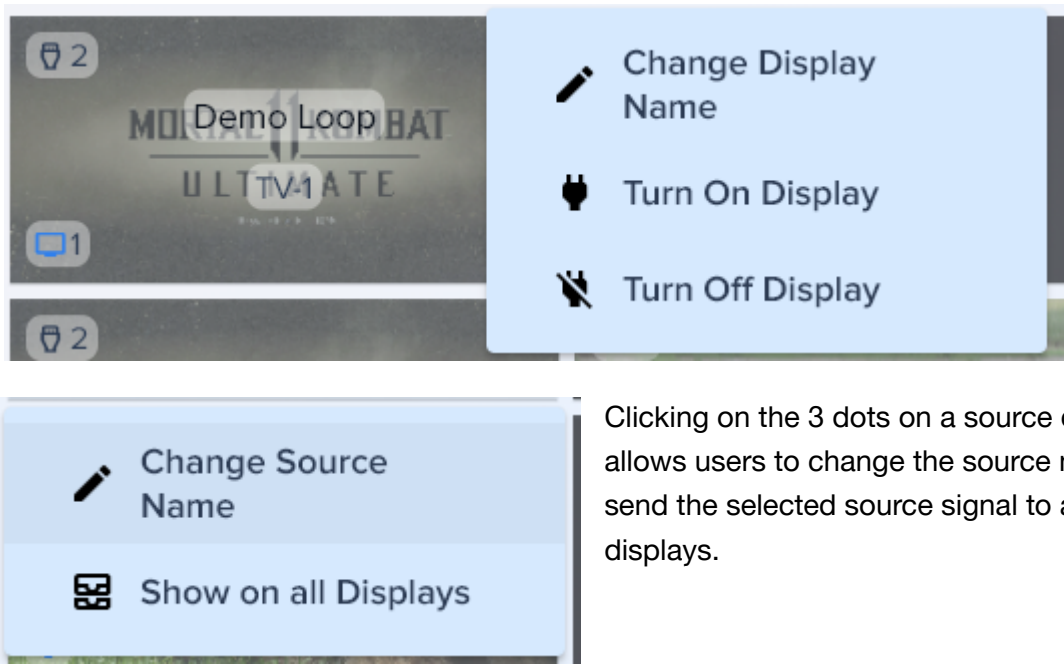 2
Demo Loop
MORTAL 11 KOMBAT
ULTIMATE
TV-1
1
2
Change Display
Name
Turn On Display
Turn Off Display
Change Source
Name
Show on all Displays
Clicking on the 3 dots on a source
allows users to change the source
send the selected source signal to
displays.